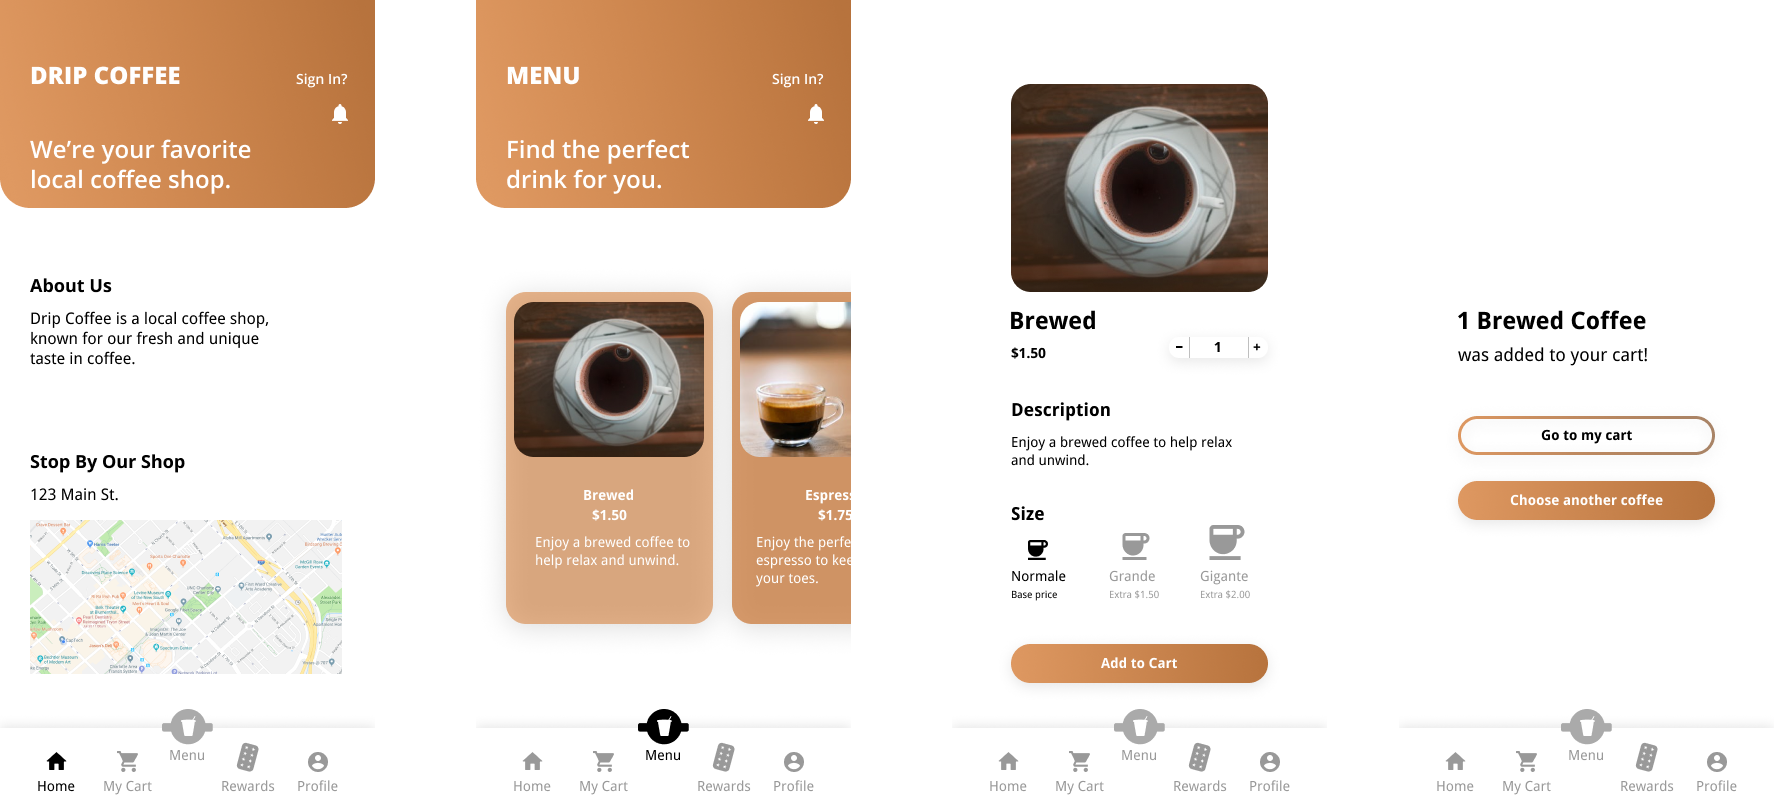 DRIP COFFEE
Sign In?
We’re your favorite
local coffee shop.
About Us
Drip Coffee is a local coffee shop,
known for our fresh and unique
taste in coffee.
Stop By Our Shop
123 Main St.
Home
My Cart
Menu
Rewards
Profile
MENU
Sign In?
Find the perfect
drink for you.
Brewed
$1.50
Enjoy a brewed coffee to
help relax and unwind.
Espress
$1.75
Enjoy the perfe
espresso to kee
your toes.
Home
My Cart
Menu
Rewards
Profile
Brewed
$1.50
- 1 +
Description
Enjoy a brewed coffee to help relax
and unwind.
Size
Normale
Base price
Grande
Extra $1.50
Gigante
Extra $2.00
Add to Cart
Home
My Cart
Menu
Rewards
Profile
1 Brewed Coffee
was added to your cart!
Go to my cart
Choose another coffee
Home
My Cart
Menu
Rewards
Profile